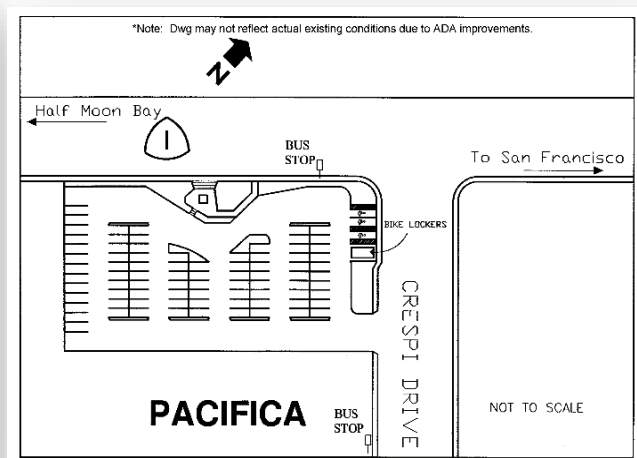 *Note: Dwg may not reflect actual existing conditions due to ADA improvements.
N
Half Moon Bay
1
BUS
STOP
To San Francisco
BIKE LOCKERS
CRESPI DRIVE
PACIFICA
BUS
STOP
NOT TO SCALE